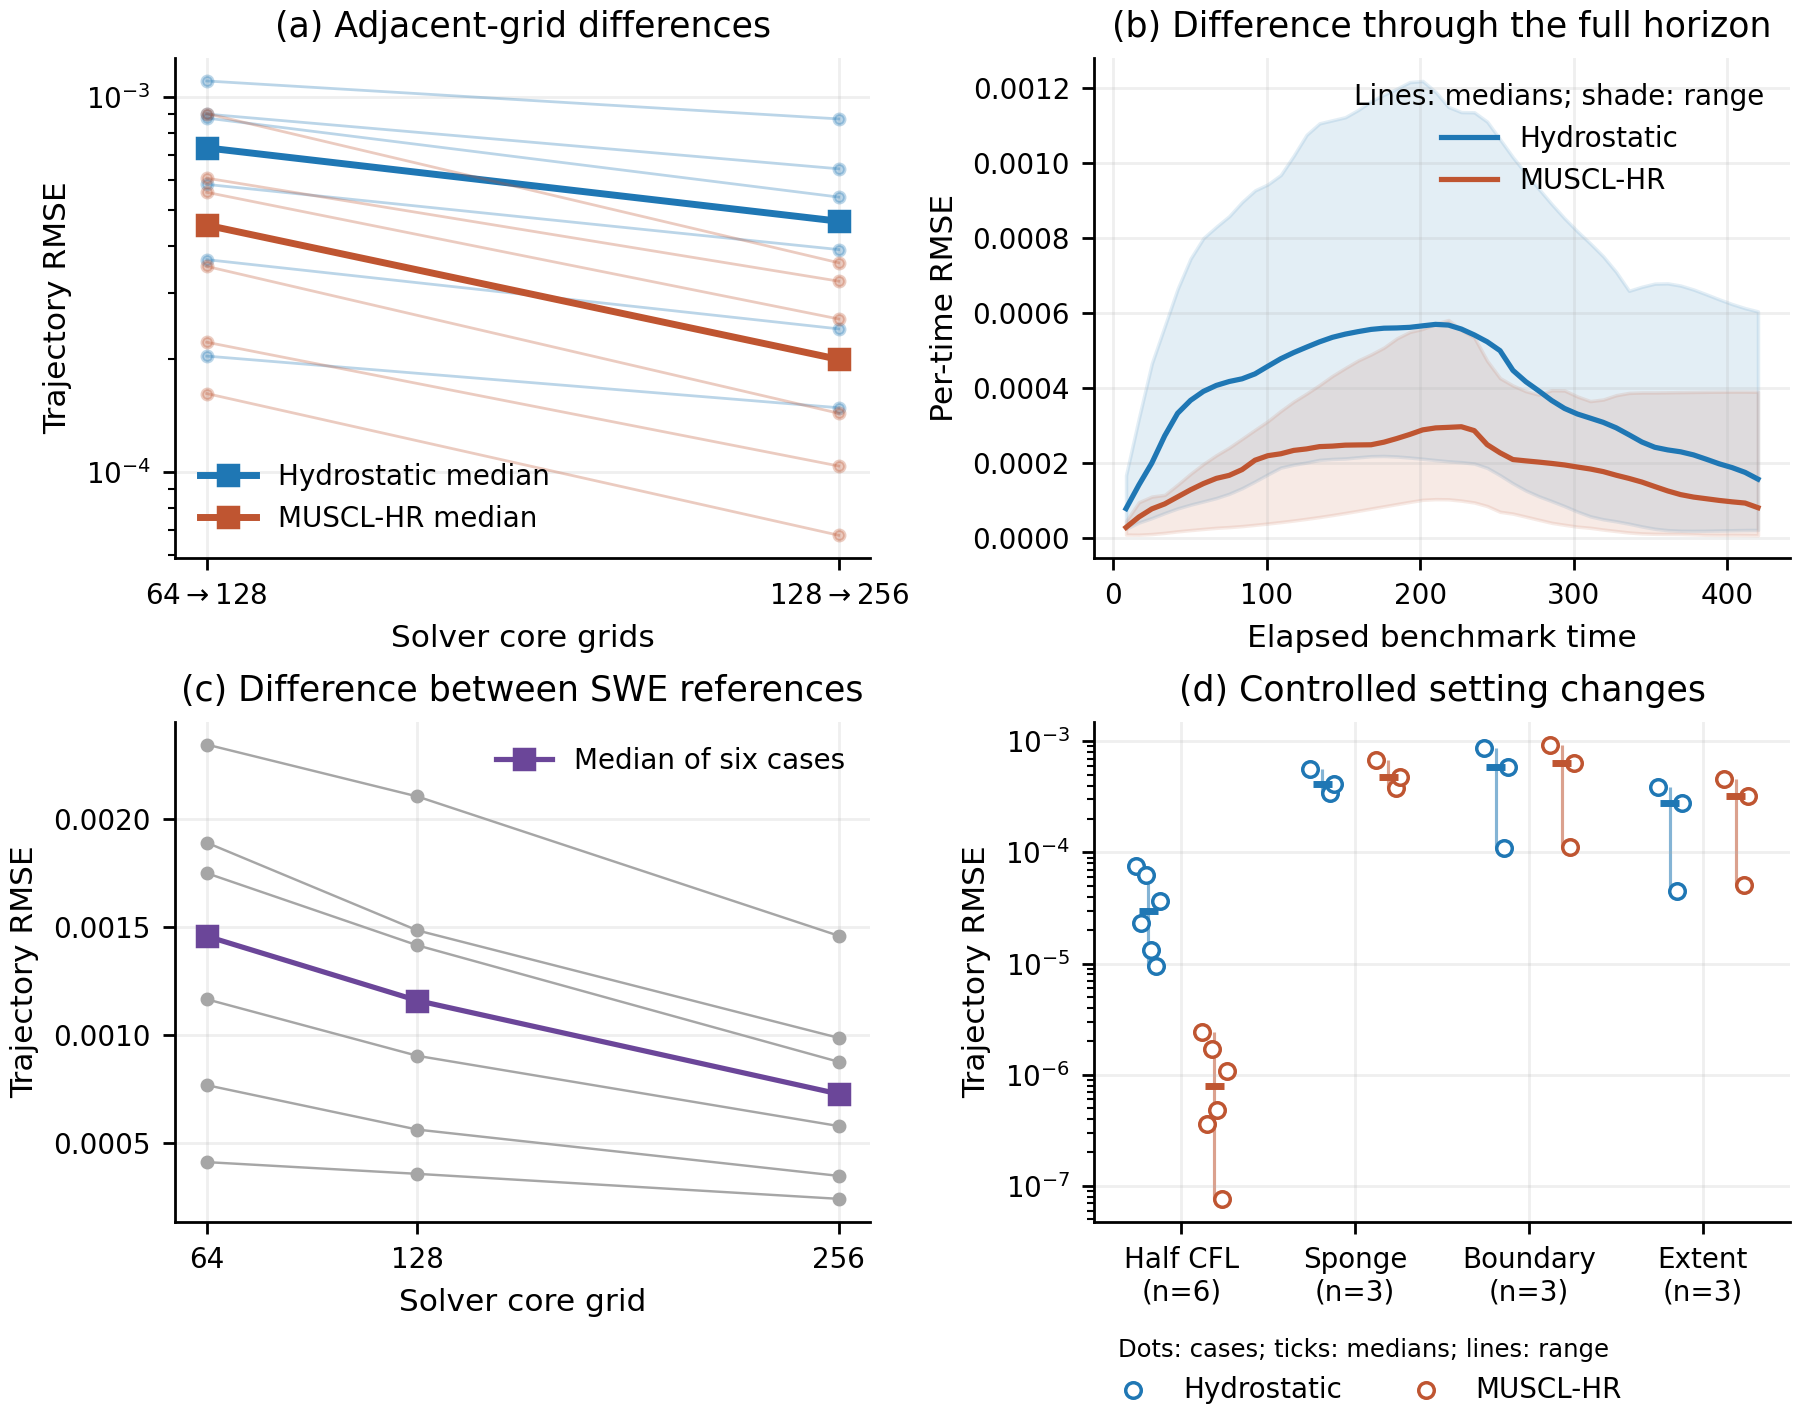 (a) Adjacent-grid differences
10⁻³
10⁻⁴
Trajectory RMSE
Hydrostatic median
MUSCL-HR median
64→128
128→256
Solver core grids
(b) Difference through the full horizon
0.0012
0.0010
0.0008
0.0006
0.0004
0.0002
0.0000
Per-time RMSE
Lines: medians; shade: range
Hydrostatic
MUSCL-HR
0
100
200
300
400
Elapsed benchmark time
(c) Difference between SWE references
0.0020
0.0015
0.0010
0.0005
Trajectory RMSE
Median of six cases
64
128
256
Solver core grid
(d) Controlled setting changes
10⁻³
10⁻⁴
10⁻⁵
10⁻⁶
10⁻⁷
Trajectory RMSE
Half CFL
(n=6)
Sponge
(n=3)
Boundary
(n=3)
Extent
(n=3)
Dots: cases; ticks: medians; lines: range
Hydrostatic
MUSCL-HR